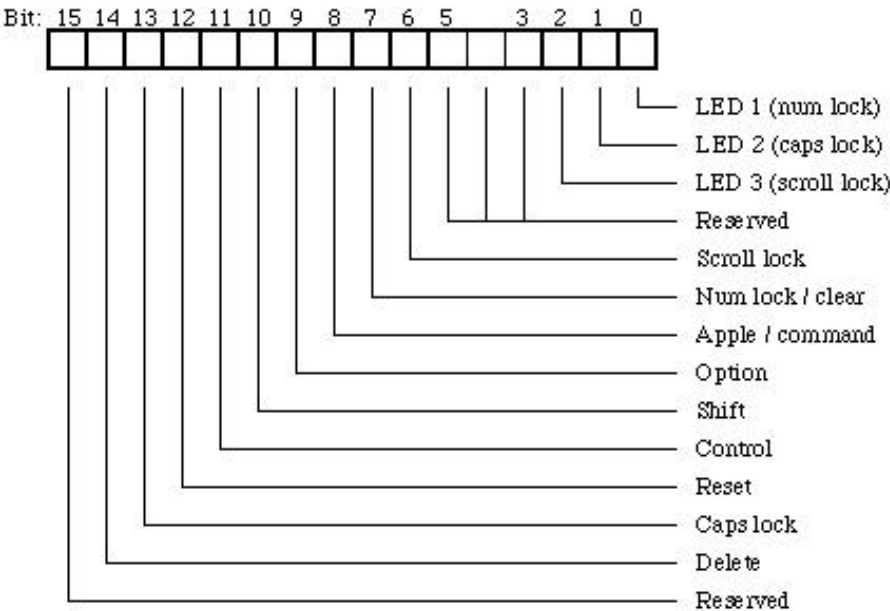 Bit: 15 14 13 12 11 10 9 8 7 6 5 3 2 1 0
LED 1 (num lock)
LED 2 (caps lock)
LED 3 (scroll lock)
Reserved
Scroll lock
Num lock / clear
Apple / command
Option
Shift
Control
Reset
Caps lock
Delete
Reserved